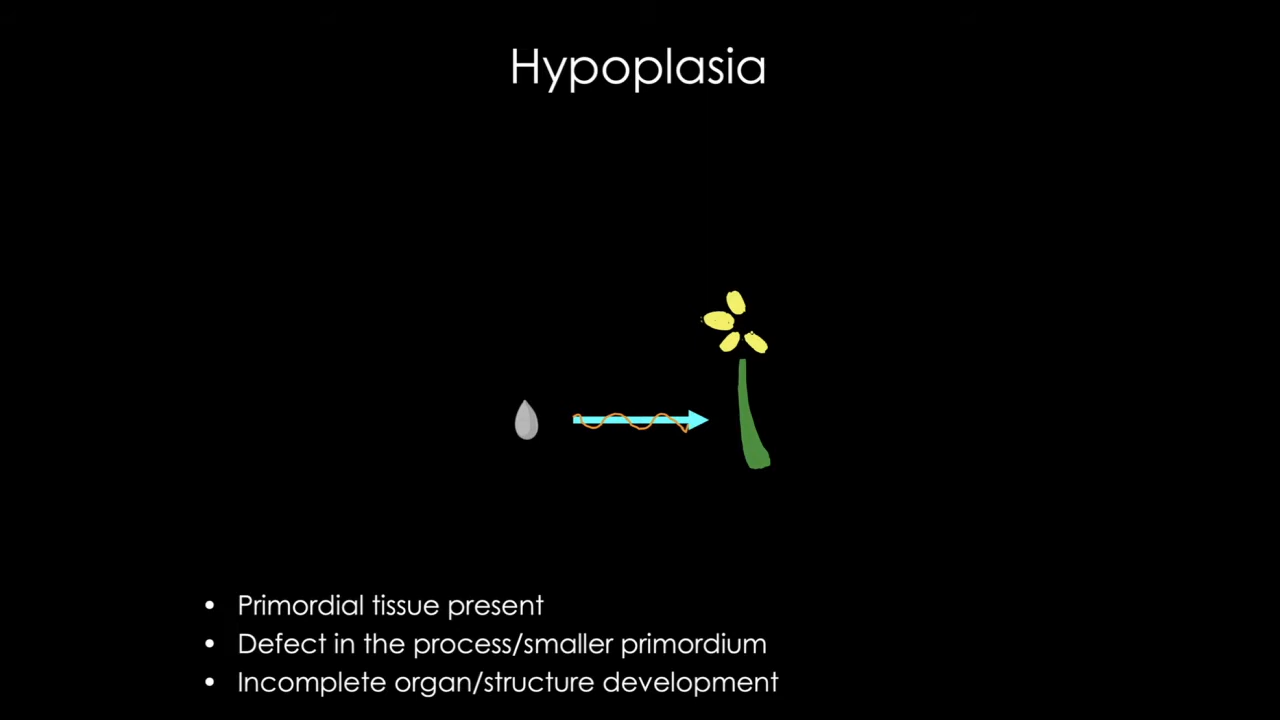 Hypoplasia
• Primordial tissue present
• Defect in the process/smaller primordium
• Incomplete organ/structure development